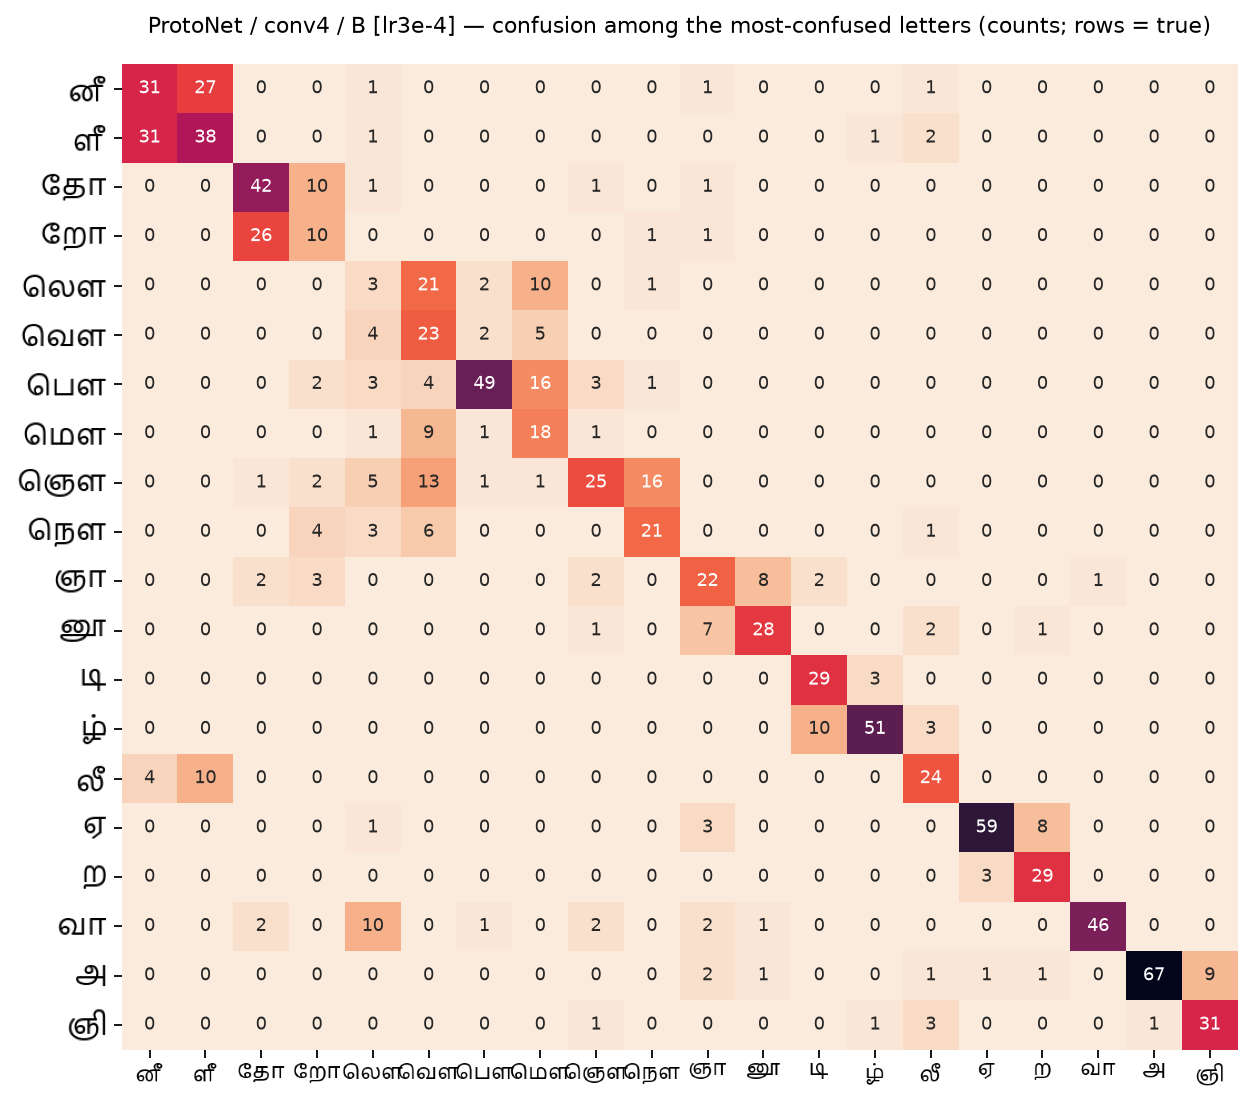 ProtoNet / conv4 / B [lr3e-4] — confusion among the most-confused letters (counts; rows = true)
னீ 31 27 0 0 1 0 0 0 0 0 1 0 0 0 1 0 0 0 0 0
ளீ 31 38 0 0 1 0 0 0 0 0 0 0 0 1 2 0 0 0 0 0
தோ 0 0 42 10 1 0 0 0 1 0 1 0 0 0 0 0 0 0 0 0
றோ 0 0 26 10 0 0 0 0 0 1 1 0 0 0 0 0 0 0 0 0
லௌ 0 0 0 0 3 21 2 10 0 1 0 0 0 0 0 0 0 0 0 0
வௌ 0 0 0 0 4 23 2 5 0 0 0 0 0 0 0 0 0 0 0 0
பௌ 0 0 0 2 3 4 49 16 3 1 0 0 0 0 0 0 0 0 0 0
மௌ 0 0 0 0 1 9 1 18 1 0 0 0 0 0 0 0 0 0 0 0
ஞௌ 0 0 1 2 5 13 1 1 25 16 0 0 0 0 0 0 0 0 0 0
நௌ 0 0 0 4 3 6 0 0 0 21 0 0 0 0 1 0 0 0 0 0
ஞா 0 0 2 3 0 0 0 0 2 0 22 8 2 0 0 0 0 1 0 0
னூ 0 0 0 0 0 0 0 0 1 0 7 28 0 0 2 0 1 0 0 0
டி 0 0 0 0 0 0 0 0 0 0 0 0 29 3 0 0 0 0 0 0
ழ் 0 0 0 0 0 0 0 0 0 0 0 0 10 51 3 0 0 0 0 0
லீ 4 10 0 0 0 0 0 0 0 0 0 0 0 0 24 0 0 0 0 0
ஏ 0 0 0 0 1 0 0 0 0 0 3 0 0 0 0 59 8 0 0 0
ற 0 0 0 0 0 0 0 0 0 0 0 0 0 0 0 3 29 0 0 0
வா 0 0 2 0 10 0 1 0 2 0 2 1 0 0 0 0 0 46 0 0
அ 0 0 0 0 0 0 0 0 0 0 2 1 0 0 1 1 1 0 67 9
ஞி 0 0 0 0 0 0 0 0 1 0 0 0 0 1 3 0 0 0 1 31
னீ ளீ தோ றோ லௌ வௌ பௌ மௌ ஞௌ நௌ ஞா னூ டி ழ் லீ ஏ ற வா அ ஞி